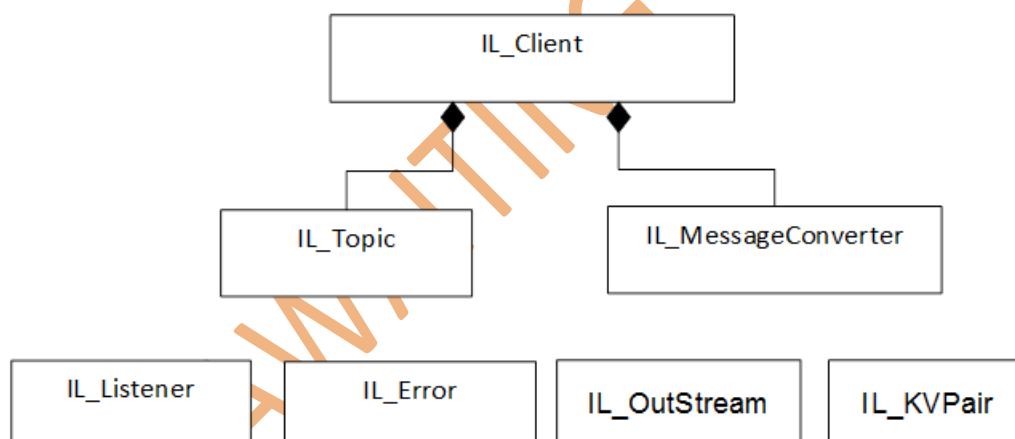 IL_Client
IL_Topic
IL_MessageConverter
IL_Listener
IL_Error
IL_OutStream
IL_KVPair